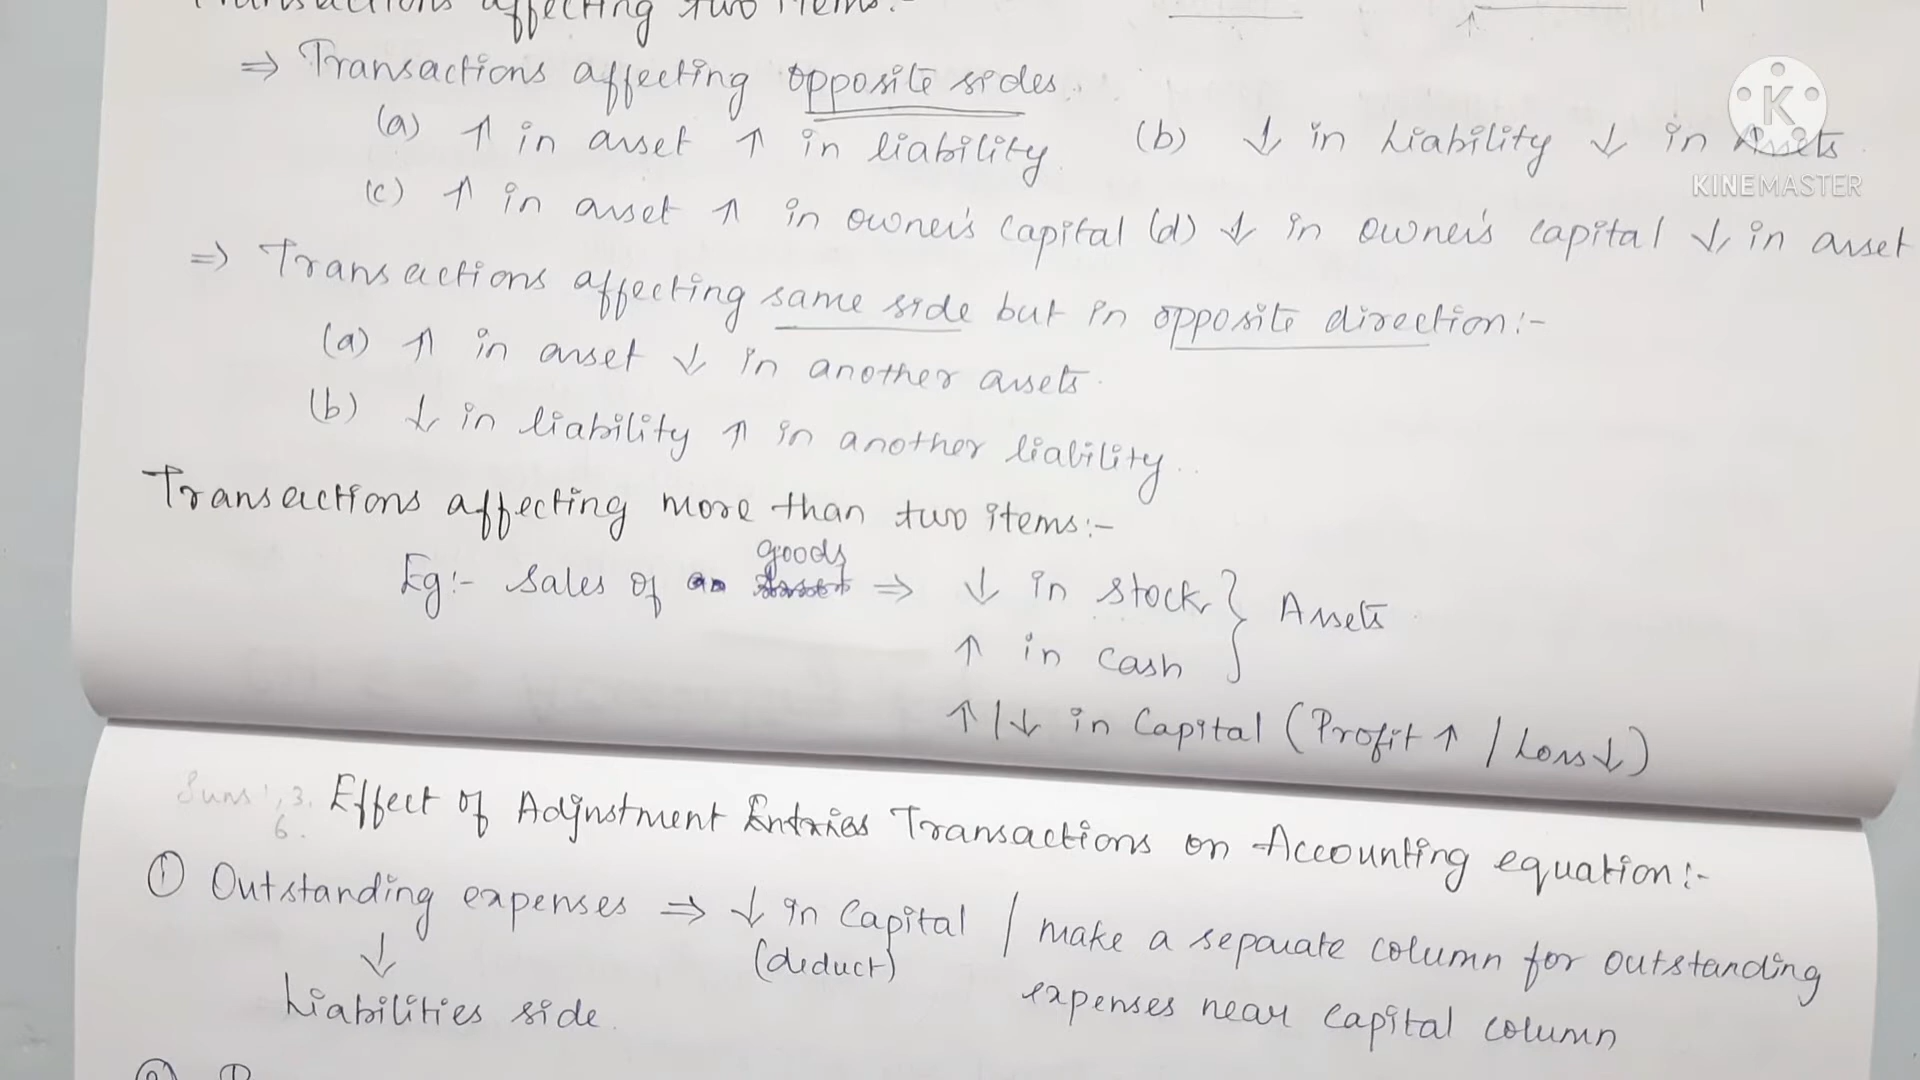 Transactions affecting two items:-
⇒ Transactions affecting opposite sides.
(a) ↑ in asset ↑ in liability. (b) ↓ in Liability ↓ in Assets
(c) ↑ in asset ↑ in owner's Capital (d) ↓ in owner's capital ↓ in asset
⇒ Transactions affecting same side but in opposite direction:-
(a) ↑ in asset ↓ in another assets.
(b) ↓ in liability ↑ in another liability..
Transactions affecting more than two items:-
goods
Eg:- Sales of ⇒ ↓ in stock } Assets
↑ in cash
↑/↓ in Capital (Profit ↑ / Loss ↓)
Sums 1, 3.
6.
Effect of Adjustment Entries Transactions on Accounting equation:-
① Outstanding expenses ⇒ ↓ in Capital / make a separate column for outstanding
↓ (deduct) expenses near capital column
Liabilities side.
K
KINEMASTER